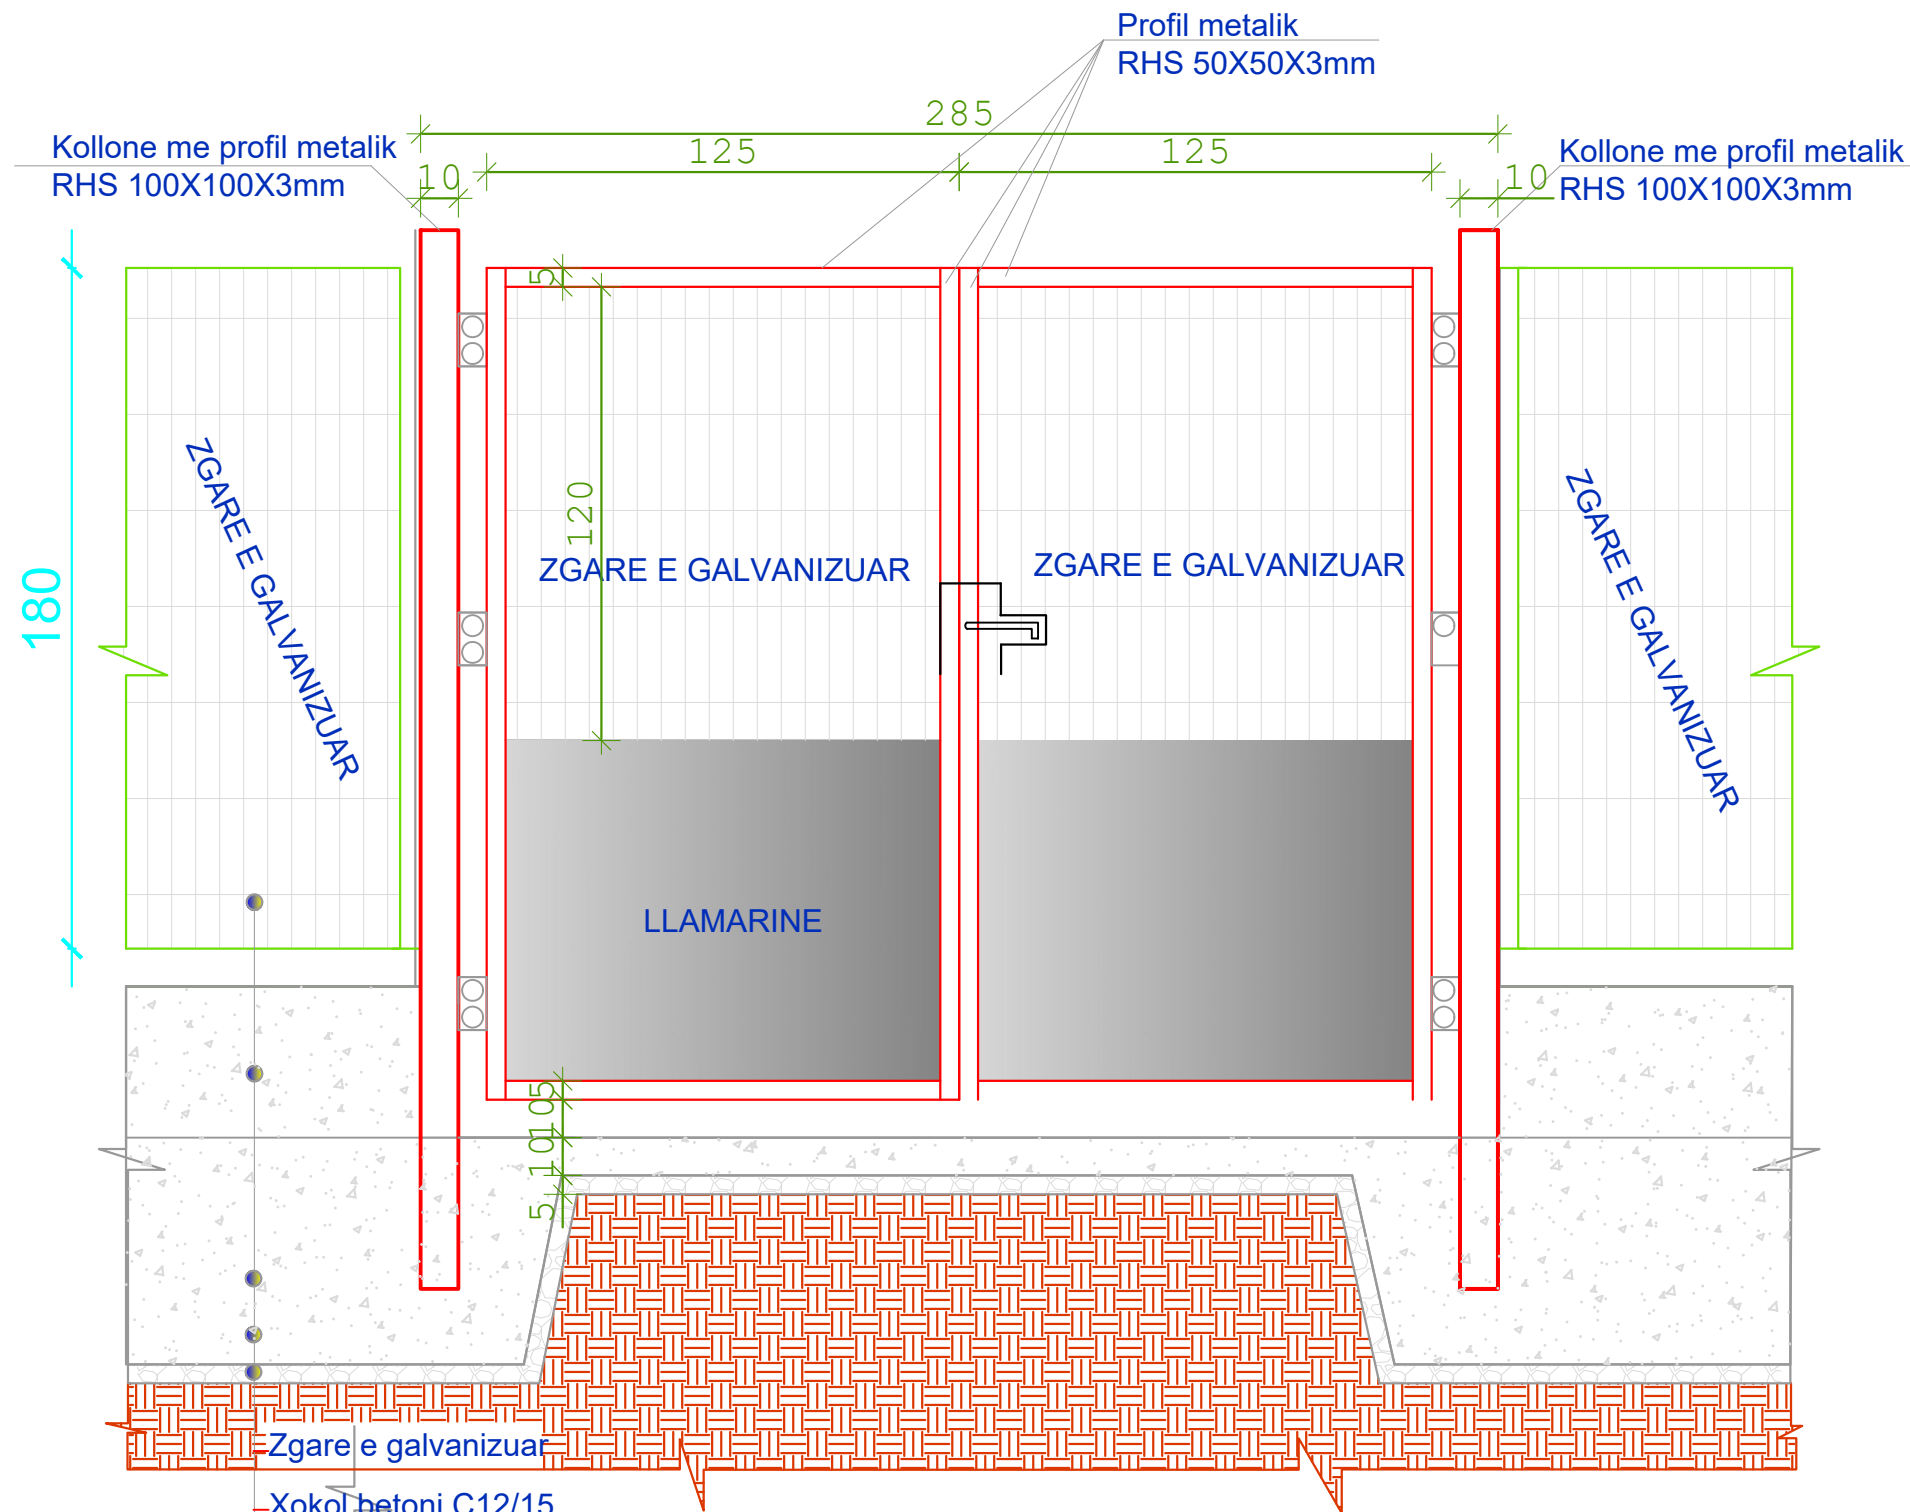 Profil metalik
RHS 50X50X3mm
285
Kollone me profil metalik
RHS 100X100X3mm
125
125
Kollone me profil metalik
RHS 100X100X3mm
10
10
5
180
120
ZGARE E GALVANIZUAR
ZGARE E GALVANIZUAR
ZGARE E GALVANIZUAR
ZGARE E GALVANIZUAR
LLAMARINE
5
10
10
5
Zgare e galvanizuar
Xokol betoni C12/15